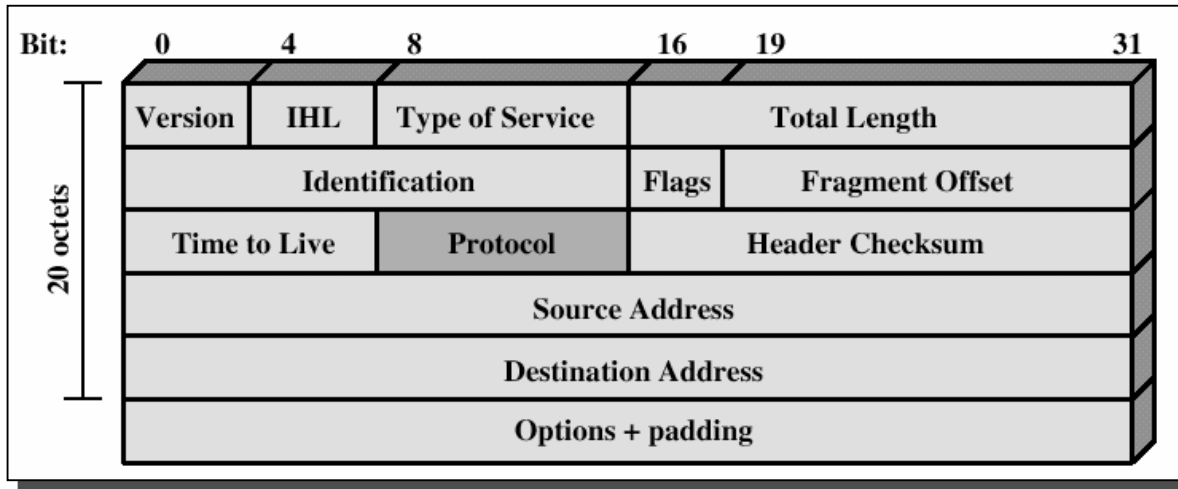 Bit: 0 4 8 16 19 31
Version IHL Type of Service Total Length
Identification Flags Fragment Offset
20 octets
Time to Live Protocol Header Checksum
Source Address
Destination Address
Options + padding